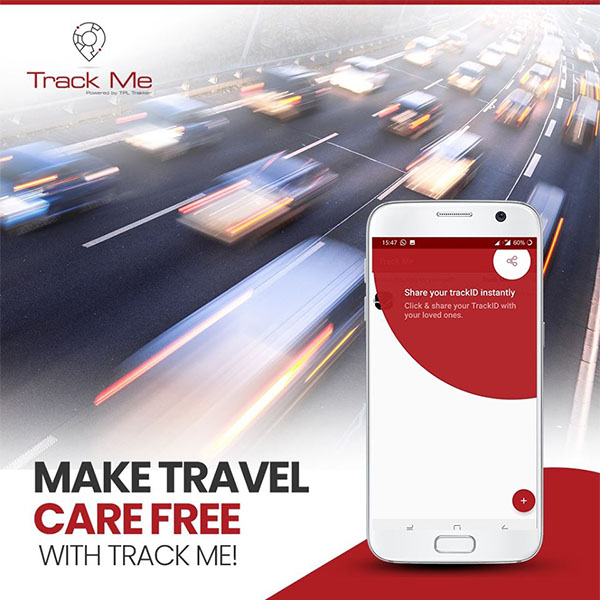 Track Me
Powered by TPL Trakker
15:47
60%
Track Me
Share your trackID instantly
Click & share your TrackID with
your loved ones.
+
MAKE TRAVEL
CARE FREE
WITH TRACK ME!